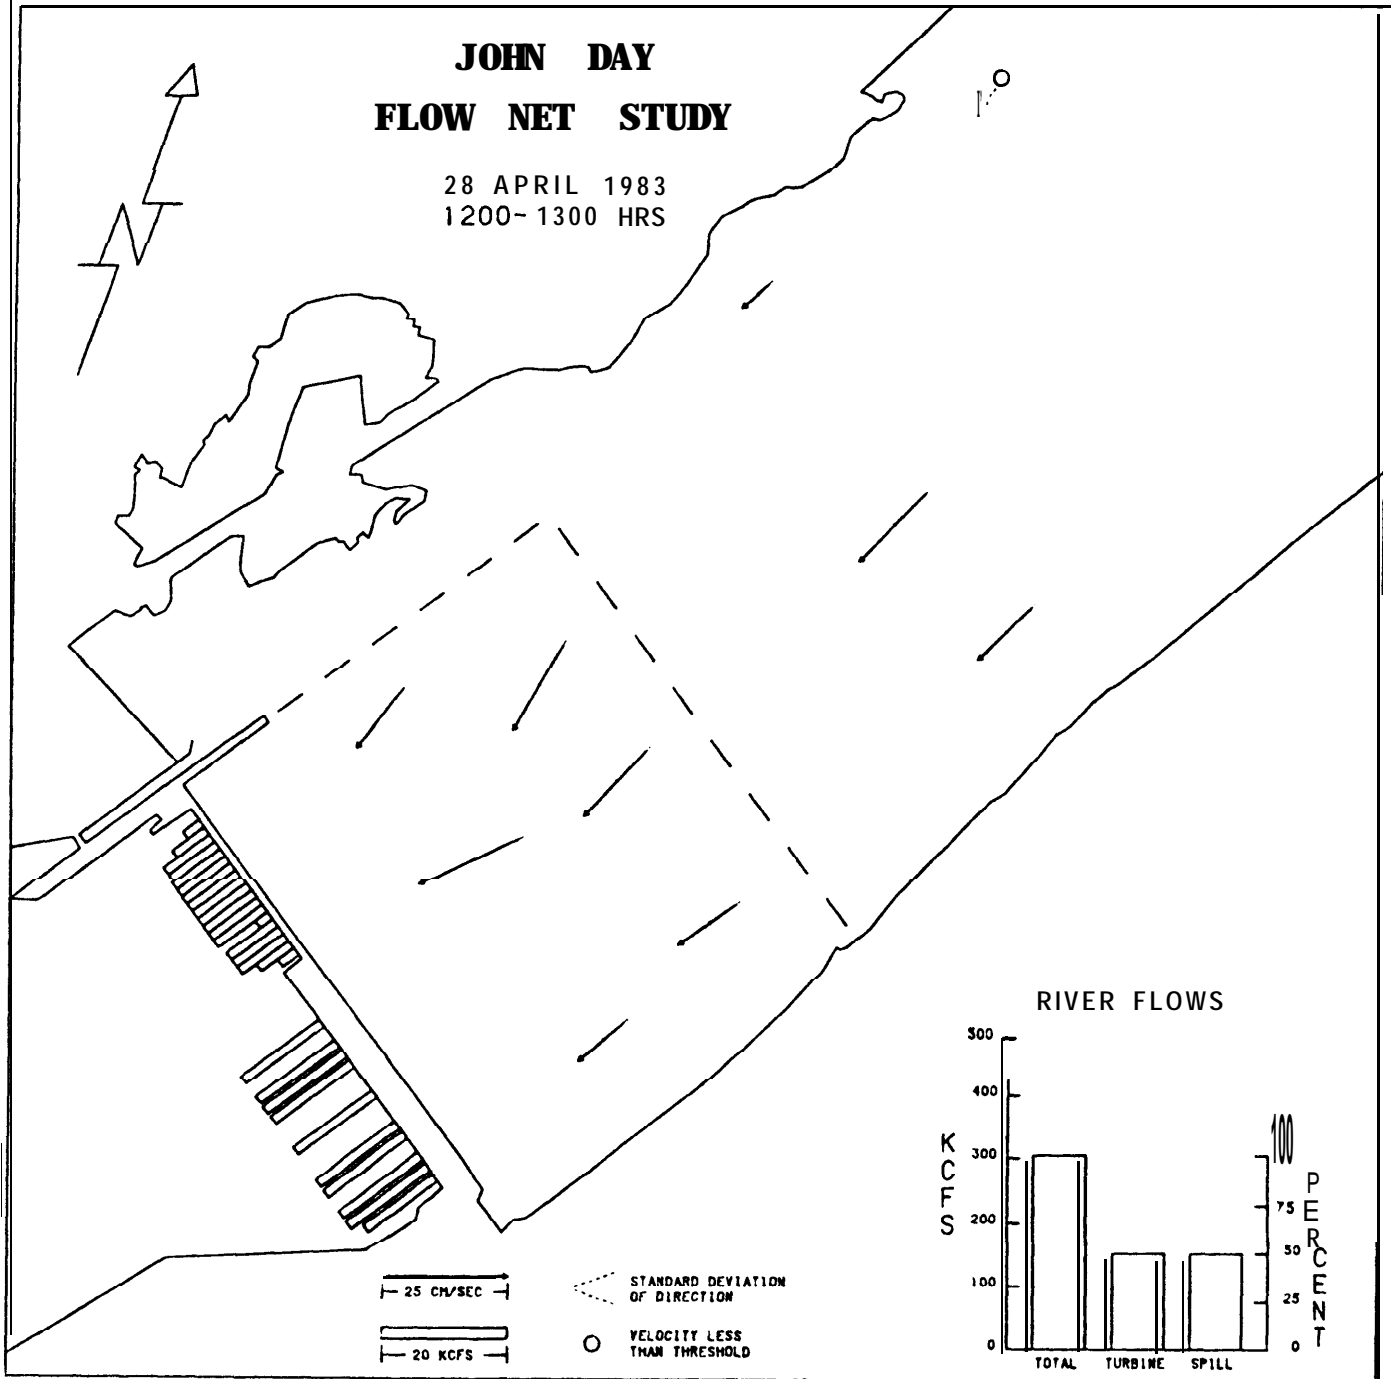 JOHN DAY
FLOW NET STUDY
28 APRIL 1983
1200-1300 HRS
N
RIVER FLOWS
KCFS
500
400
300
200
100
0
100
75
50
25
0
PERCENT
TOTAL TURBINE SPILL
25 CM/SEC
20 KCFS
STANDARD DEVIATION
OF DIRECTION
VELOCITY LESS
THAN THRESHOLD